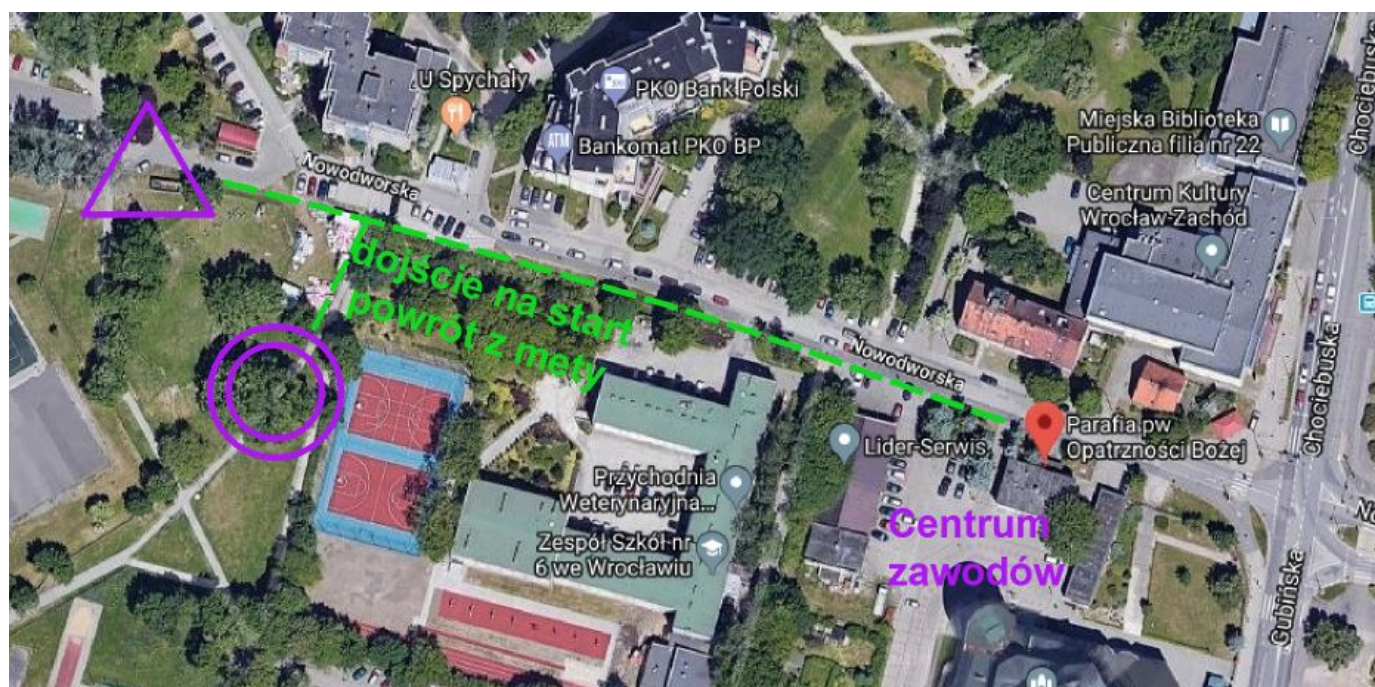 U Spychały
PKO Bank Polski
ATM
Bankomat PKO BP
Miejska Biblioteka
Publiczna filia nr 22
Chociebuska
Nowodworska
Centrum Kultury
Wrocław-Zachód
dojście na start
powrót z mety
Nowodworska
Chociebuska
Parafia pw
Opatrzności Bożej
Lider-Serwis
Przychodnia
Weterynaryjna...
Zespół Szkół nr
6 we Wrocławiu
Centrum
zawodów
Gubińska